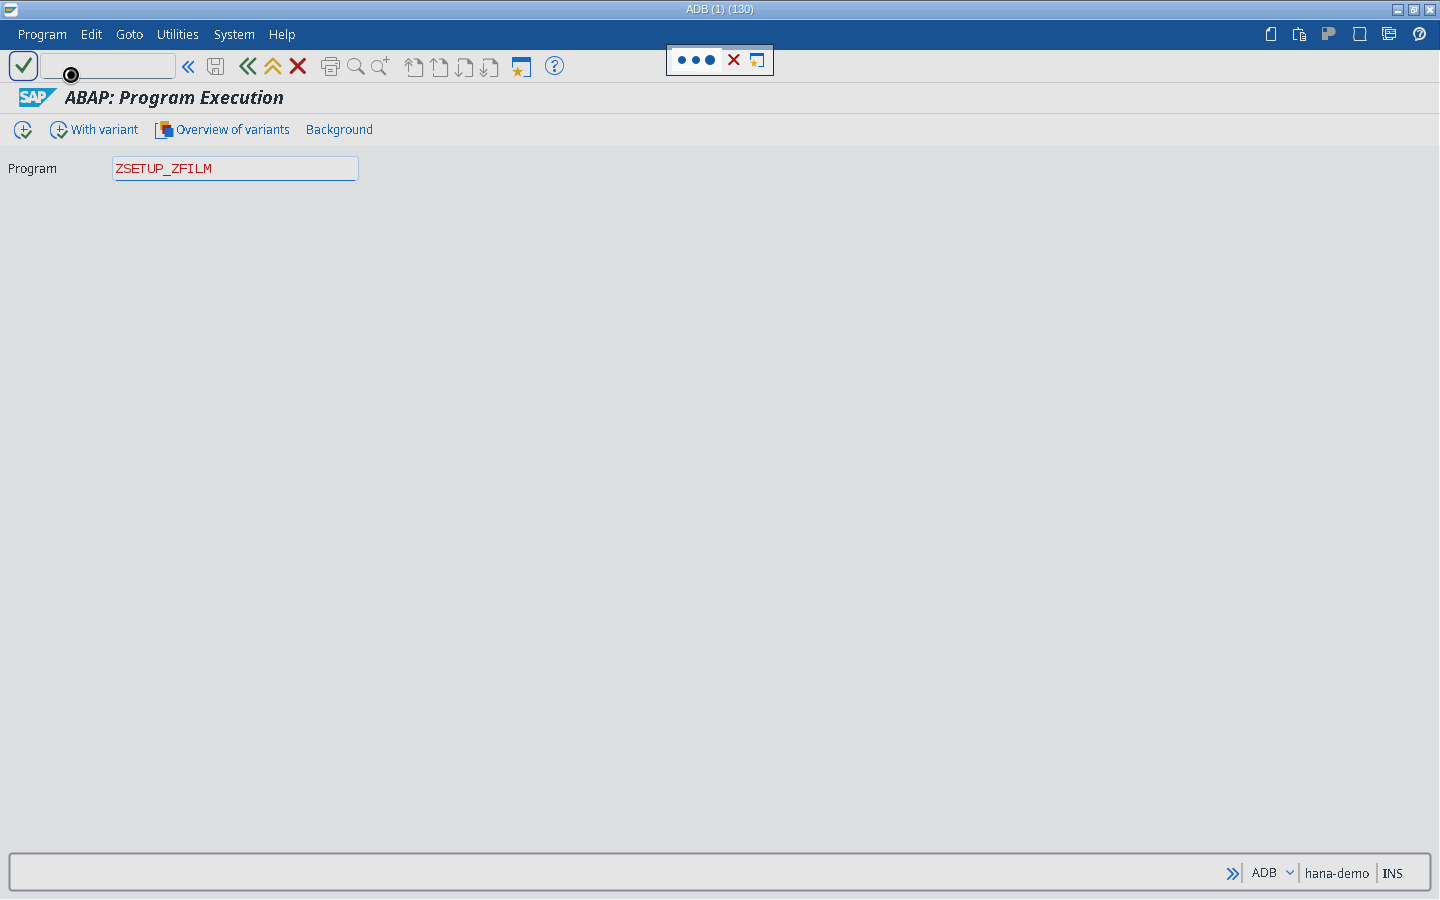 ADB (1) (130)
Program Edit Goto Utilities System Help
SAP ABAP: Program Execution
With variant Overview of variants Background
Program ZSETUP_ZFILM
ADB hana-demo INS